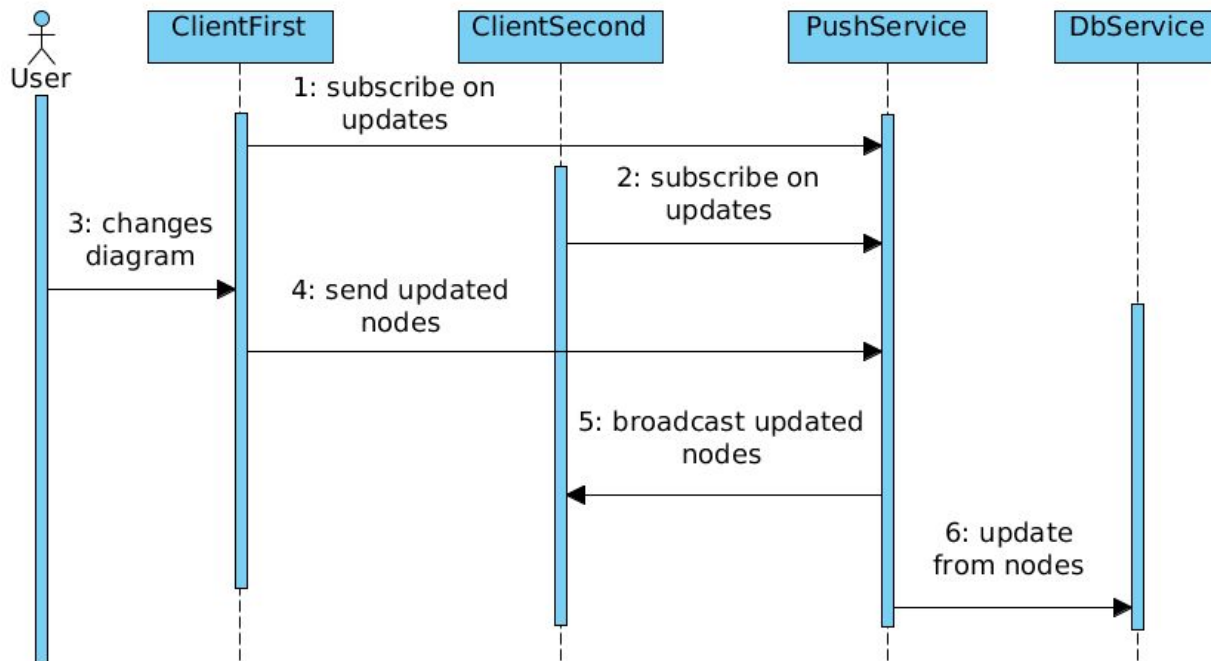 ClientFirst
ClientSecond
PushService
DbService
User
1: subscribe on
updates
2: subscribe on
updates
3: changes
diagram
4: send updated
nodes
5: broadcast updated
nodes
6: update
from nodes